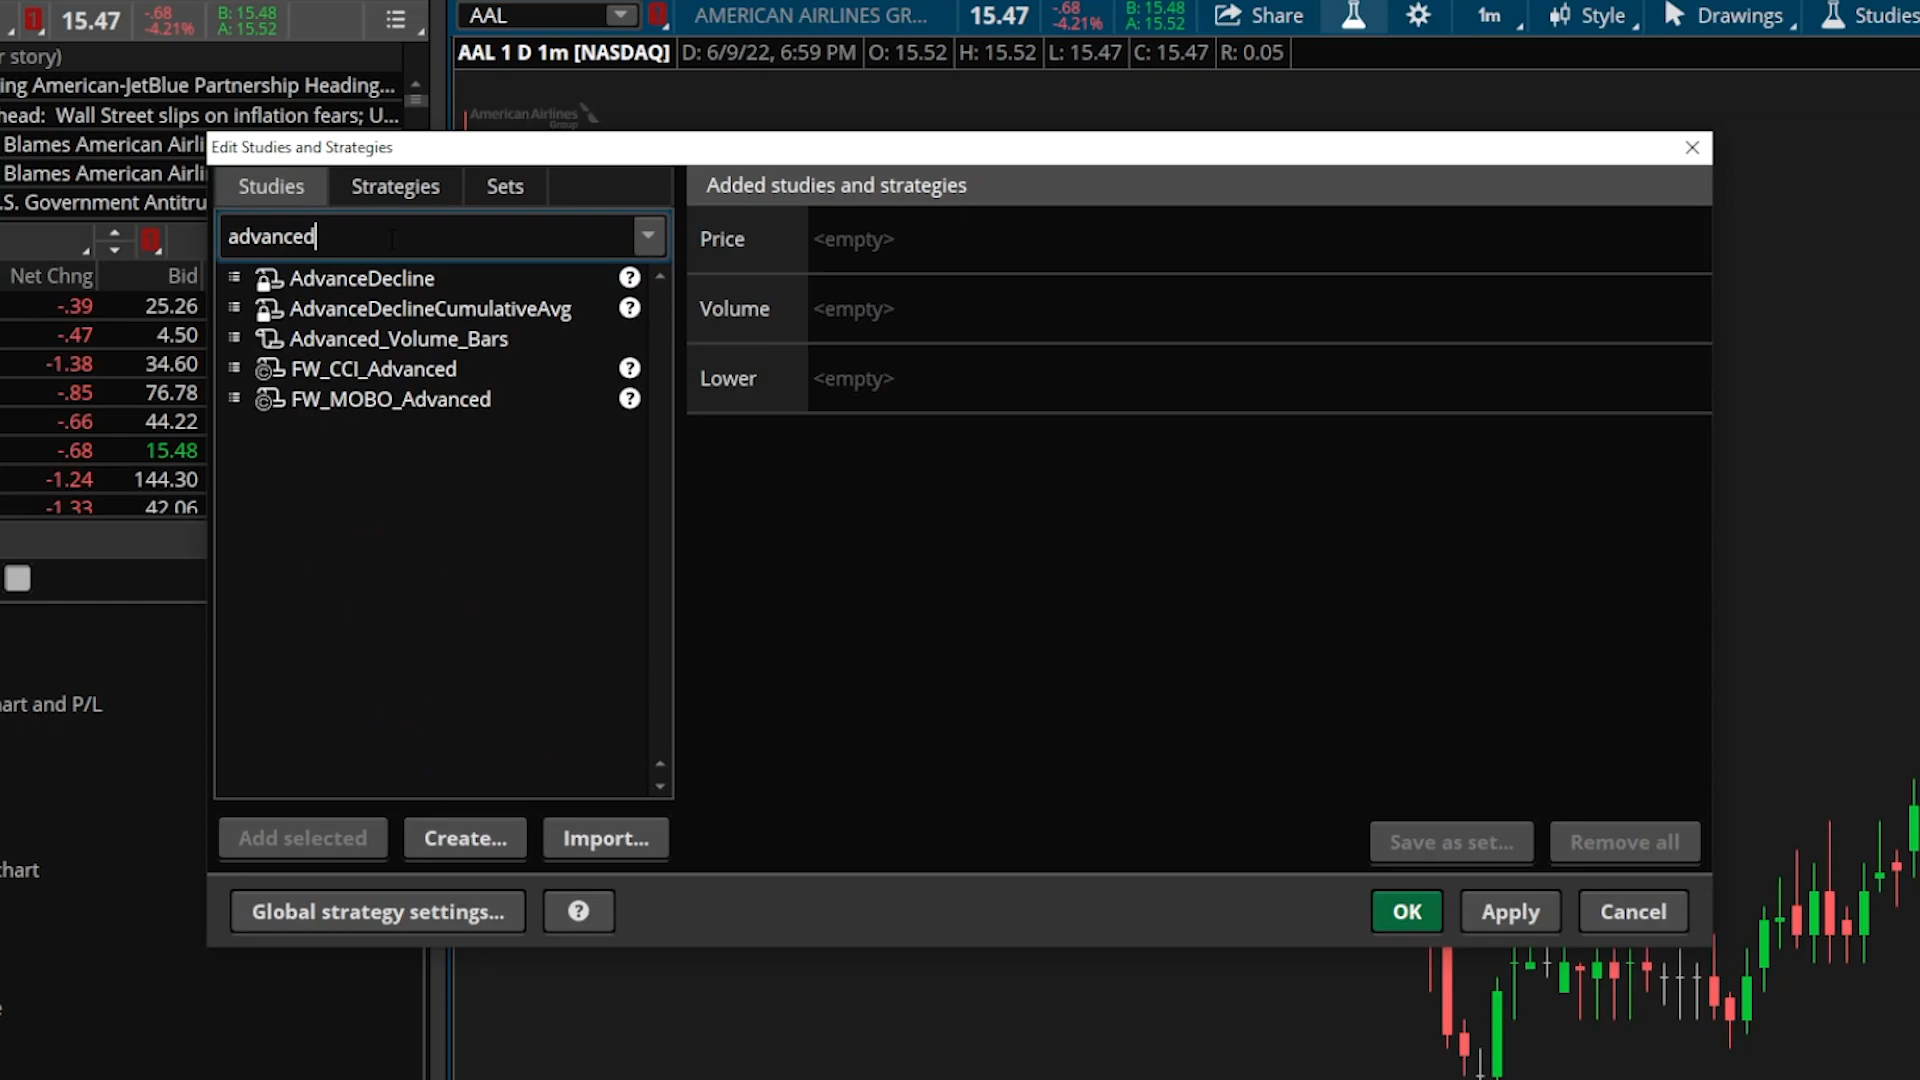 15.47 -.68 -4.21% B: 15.48 A: 15.52
AAL AMERICAN AIRLINES GR... 15.47 -.68 -4.21% B: 15.48 A: 15.52 Share 1m Style Drawings Studies
AAL 1 D 1m [NASDAQ] D: 6/9/22, 6:59 PM O: 15.52 H: 15.52 L: 15.47 C: 15.47 R: 0.05
r story)
ing American-JetBlue Partnership Heading...
head: Wall Street slips on inflation fears; U...
Blames American Airli
Blames American Airli
.S. Government Antitru
American Airlines
Group
Net Chng Bid
-.39 25.26
-.47 4.50
-1.38 34.60
-.85 76.78
-.66 44.22
-.68 15.48
-1.24 144.30
-1.33 42.06
art and P/L
hart
Edit Studies and Strategies
Studies Strategies Sets
advanced
AdvanceDecline
AdvanceDeclineCumulativeAvg
Advanced_Volume_Bars
FW_CCI_Advanced
FW_MOBO_Advanced
Added studies and strategies
Price <empty>
Volume <empty>
Lower <empty>
Add selected Create... Import...
Save as set... Remove all
Global strategy settings... ?
OK Apply Cancel